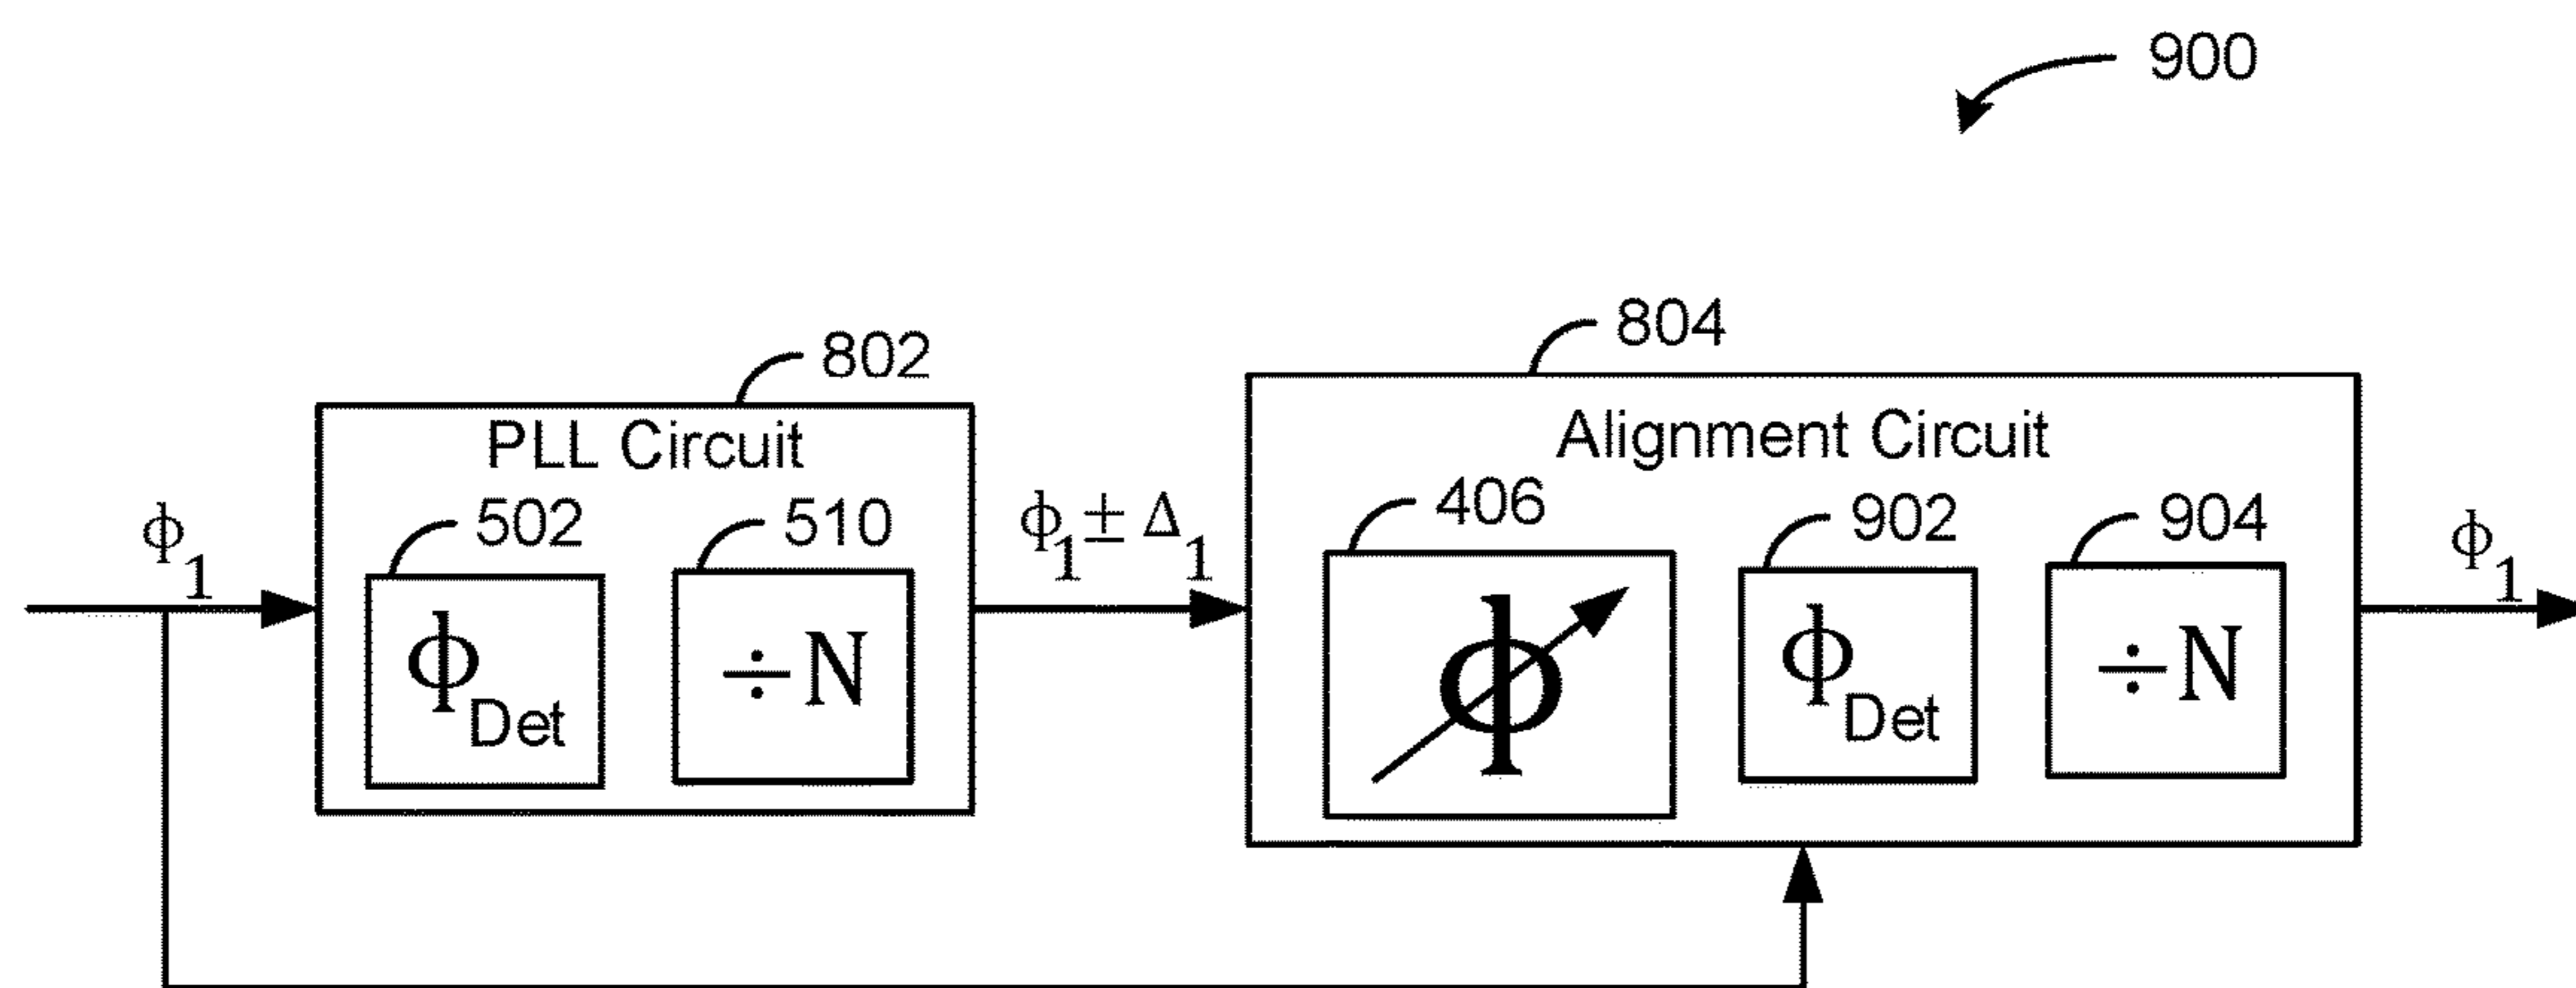 900
802
804
PLL Circuit
Alignment Circuit
ϕ1
502
510
ϕ1 ± Δ1
406
902
904
ϕ1
ϕDet
÷N
ϕ
ϕDet
÷N